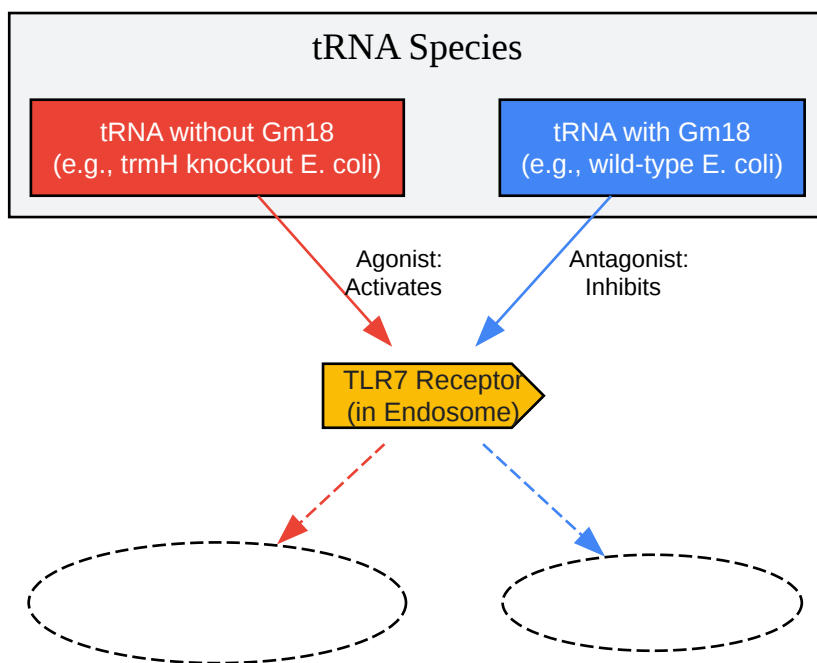 tRNA Species
tRNA without Gm18
(e.g., trmH knockout E. coli)
tRNA with Gm18
(e.g., wild-type E. coli)
Agonist:
Activates
Antagonist:
Inhibits
TLR7 Receptor
(in Endosome)